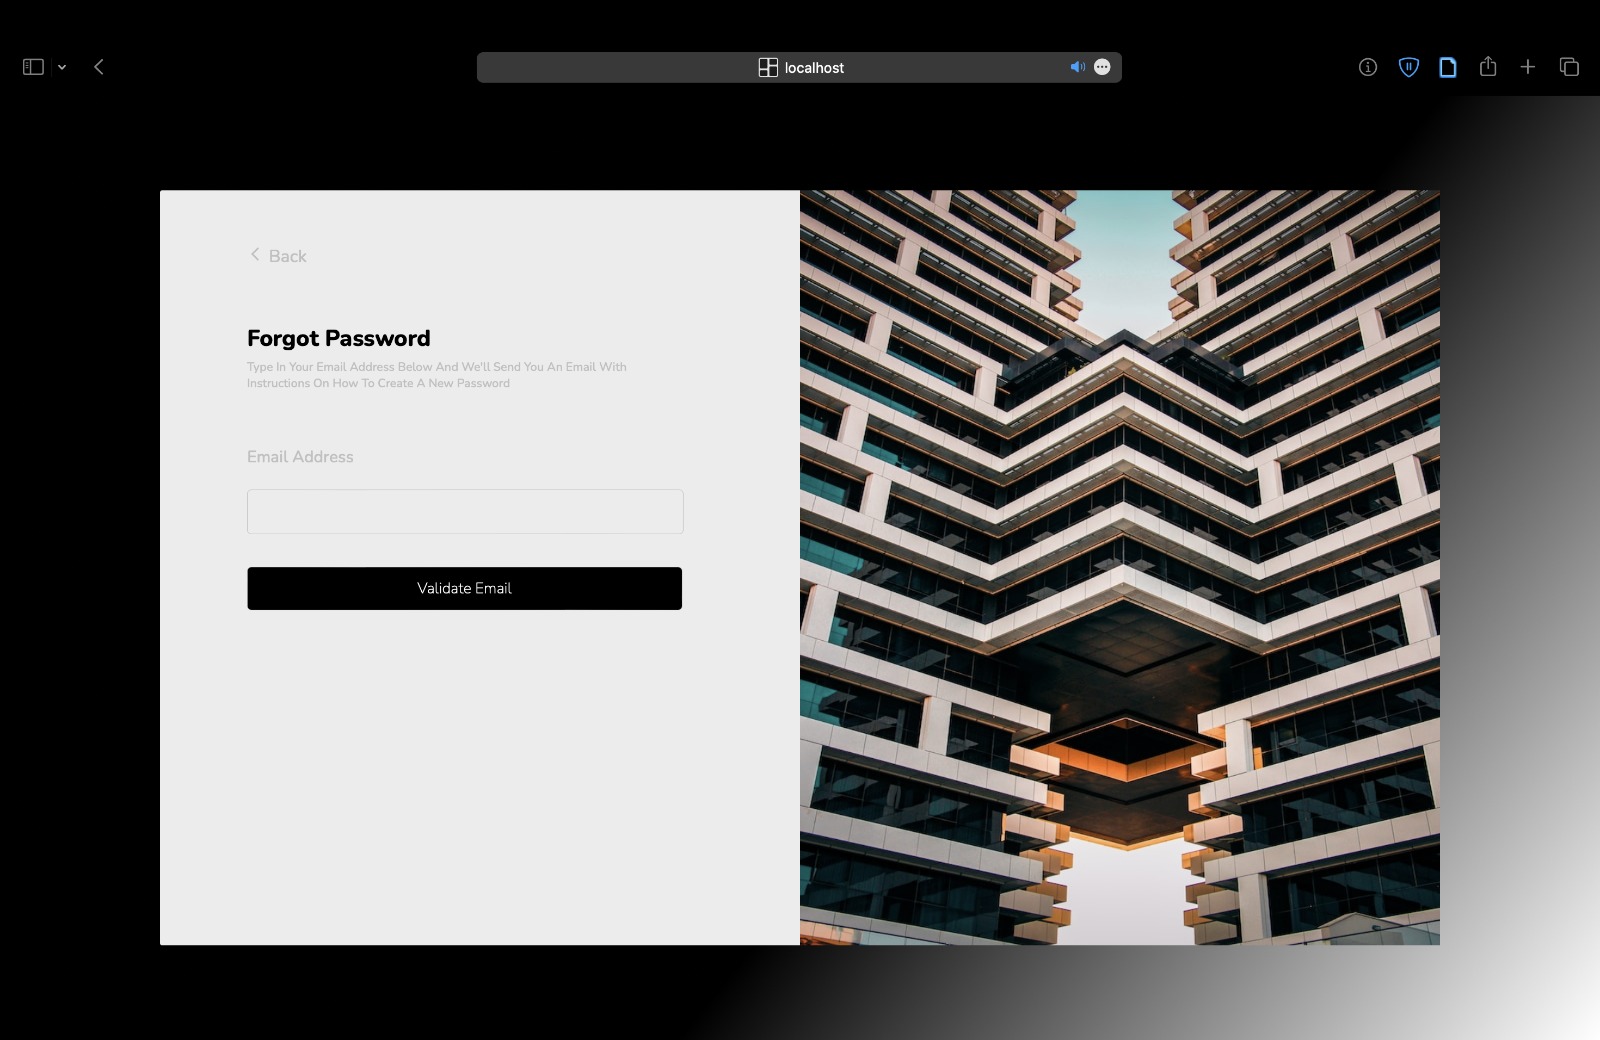 localhost
Back
Forgot Password
Type In Your Email Address Below And We'll Send You An Email With
Instructions On How To Create A New Password
Email Address
Validate Email